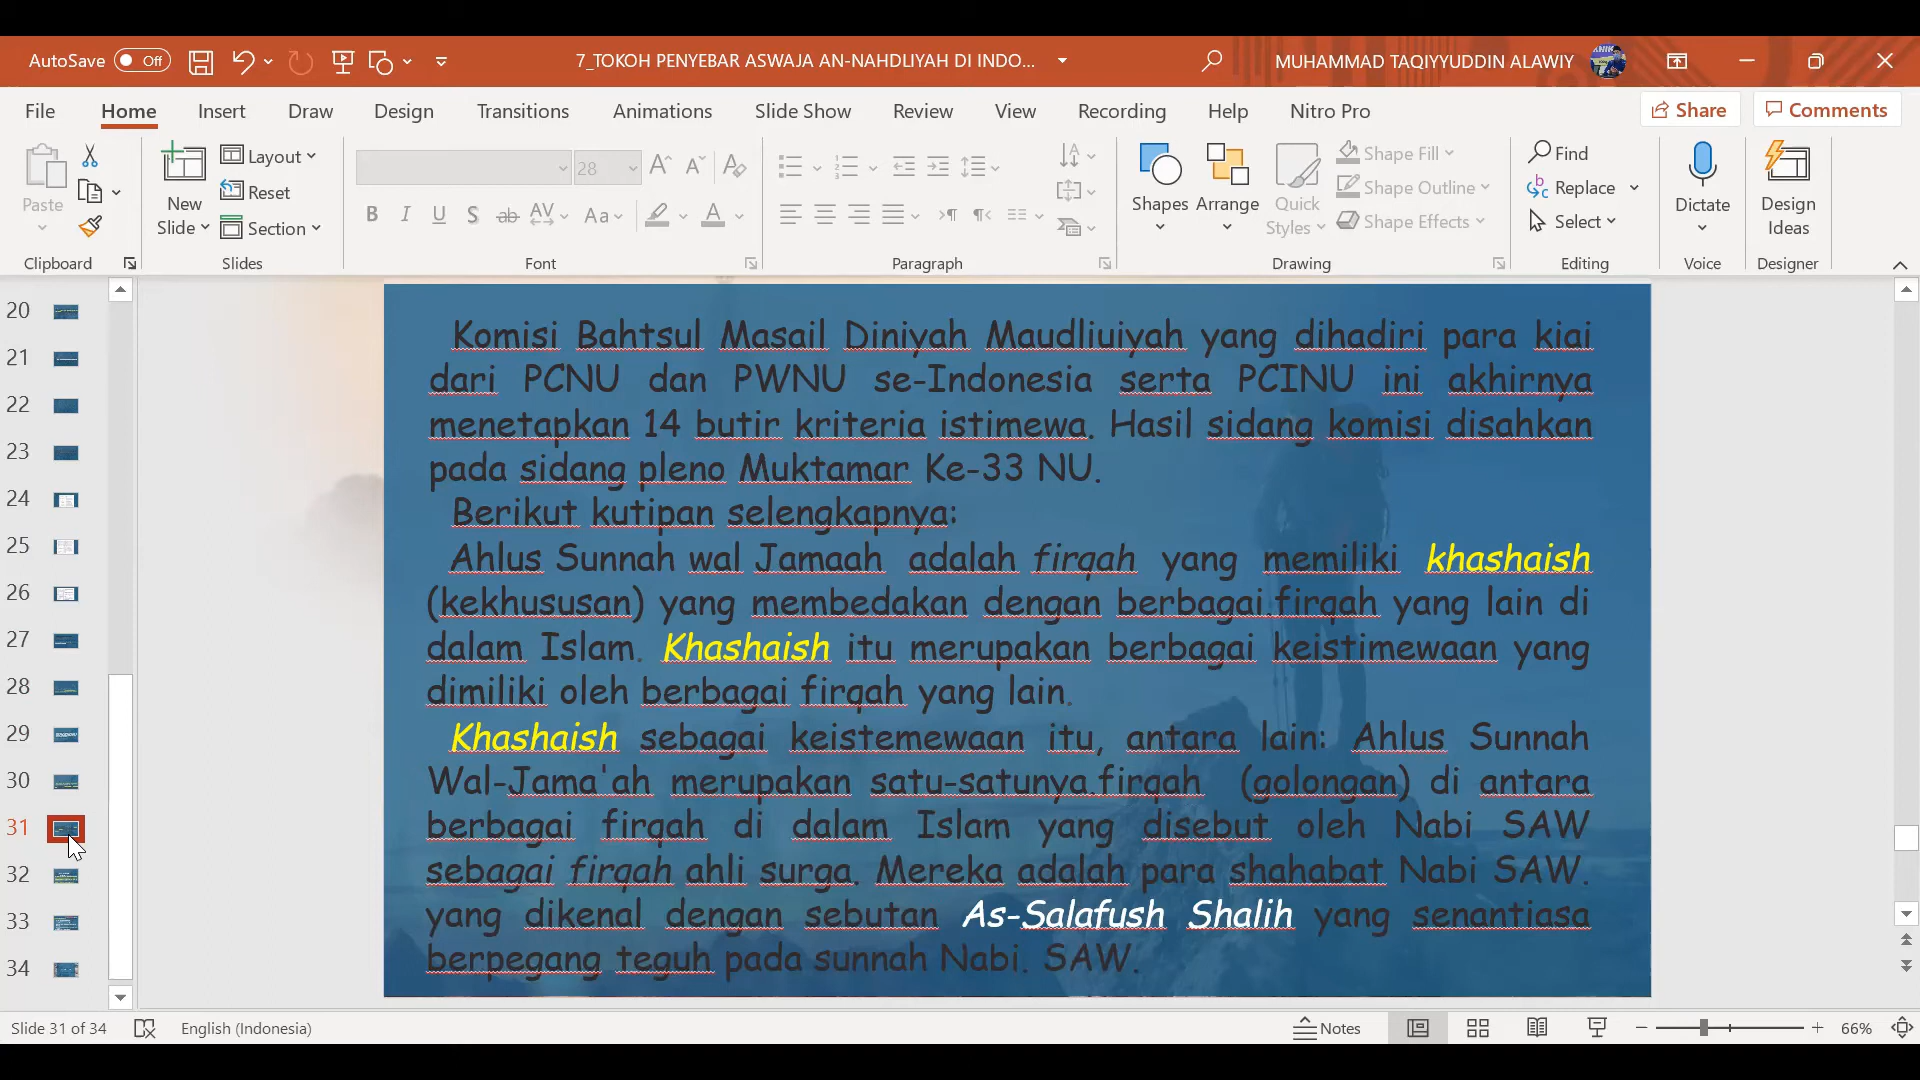 AutoSave Off 7_TOKOH PENYEBAR ASWAJA AN-NAHDLIYAH DI INDO... MUHAMMAD TAQIYYUDDIN ALAWIY
File Home Insert Draw Design Transitions Animations Slide Show Review View Recording Help Nitro Pro Share Comments
Paste
Clipboard
New Slide
Layout
Reset
Section
Slides
28
B I U S ab AV Aa A
Font
Paragraph
Shapes Arrange Quick Styles
Shape Fill
Shape Outline
Shape Effects
Drawing
Find
Replace
Select
Editing
Dictate
Voice
Design Ideas
Designer
20
21
22
23
24
25
26
27
28
29
30
31
32
33
34
Komisi Bahtsul Masail Diniyah Maudliuiyah yang dihadiri para kiai
dari PCNU dan PWNU se-Indonesia serta PCINU ini akhirnya
menetapkan 14 butir kriteria istimewa. Hasil sidang komisi disahkan
pada sidang pleno Muktamar Ke-33 NU.
Berikut kutipan selengkapnya:
Ahlus Sunnah wal Jamaah adalah firqah yang memiliki khashaish
(kekhususan) yang membedakan dengan berbagai firqah yang lain di
dalam Islam. Khashaish itu merupakan berbagai keistimewaan yang
dimiliki oleh berbagai firqah yang lain.
Khashaish sebagai keistemewaan itu, antara lain: Ahlus Sunnah
Wal-Jama'ah merupakan satu-satunya firqah (golongan) di antara
berbagai firqah di dalam Islam yang disebut oleh Nabi SAW
sebagai firqah ahli surga. Mereka adalah para shahabat Nabi SAW.
yang dikenal dengan sebutan As-Salafush Shalih yang senantiasa
berpegang teguh pada sunnah Nabi. SAW.
Slide 31 of 34 English (Indonesia) Notes 66%